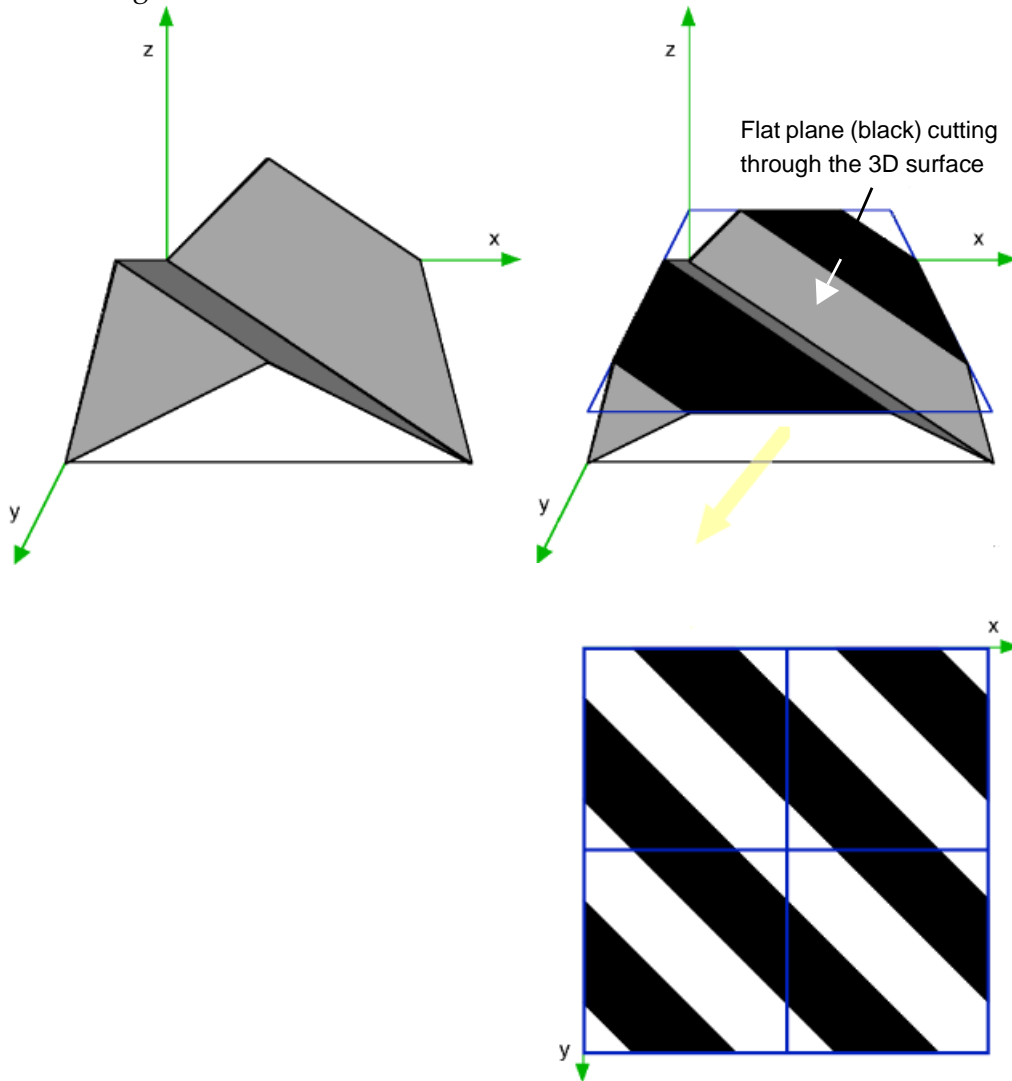 z
z
Flat plane (black) cutting
through the 3D surface
x
x
y
y
x
y